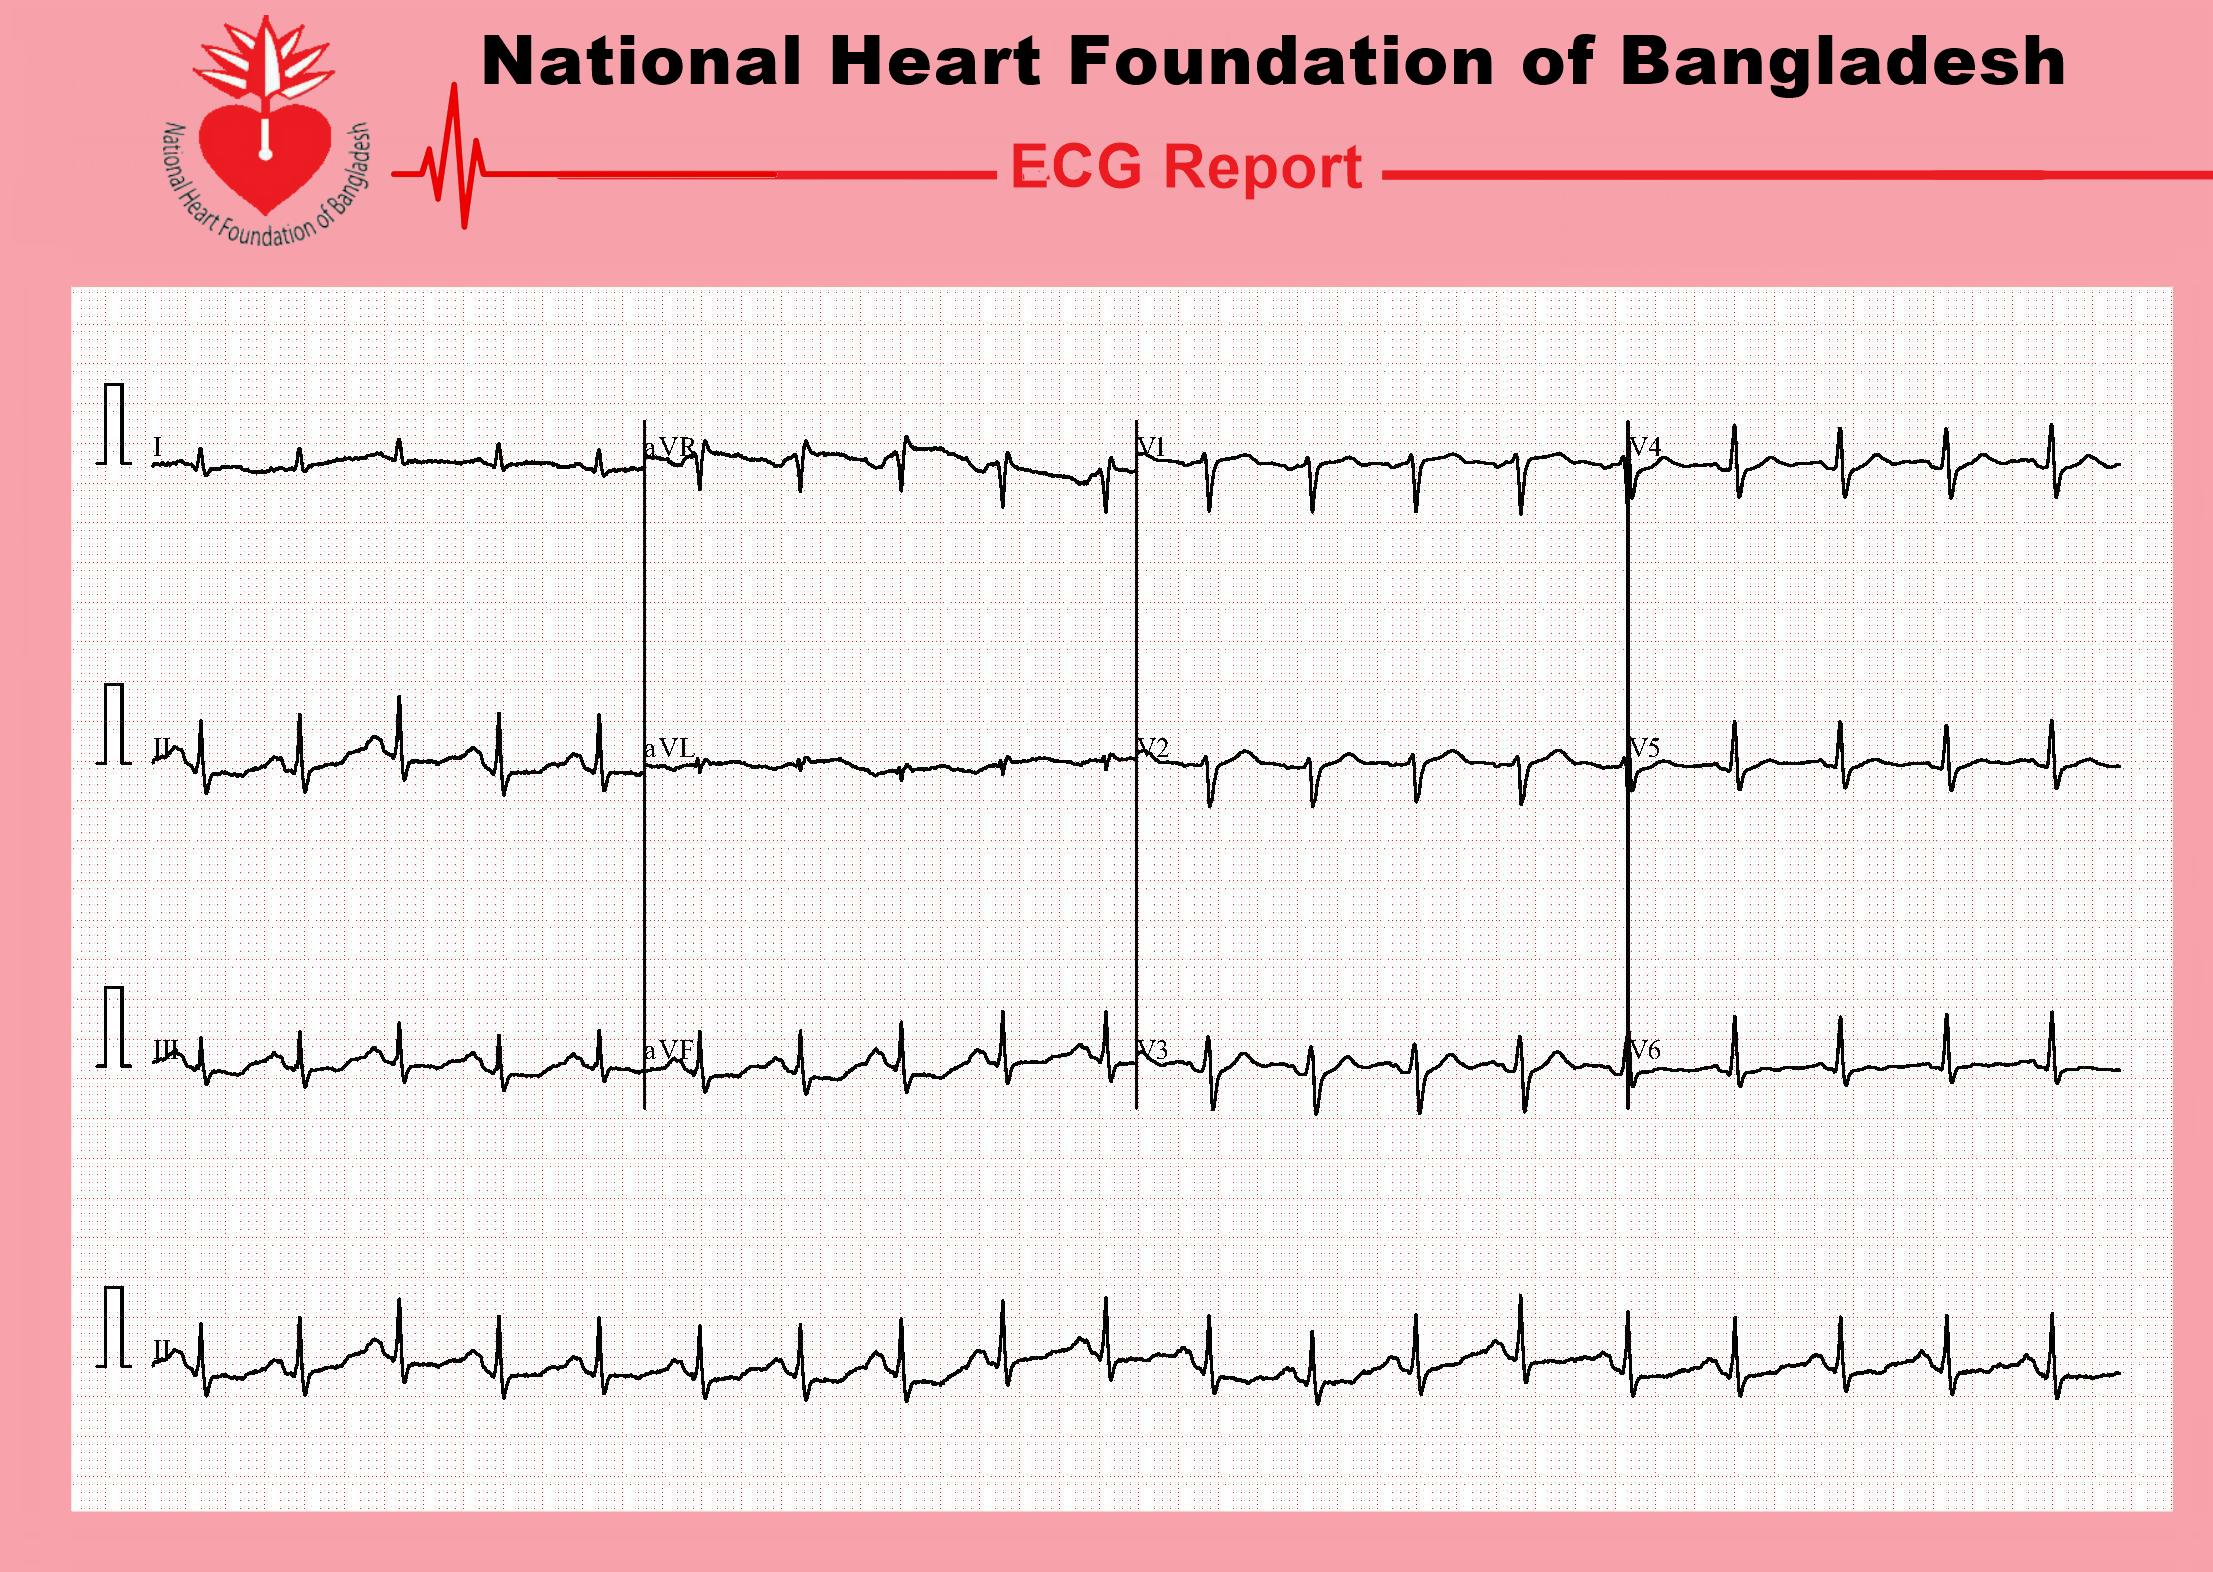 National Heart Foundation of Bangladesh
National Heart Foundation of Bangladesh
ECG Report
I aVR V1 V4
II aVL V2 V5
III aVF V3 V6
II